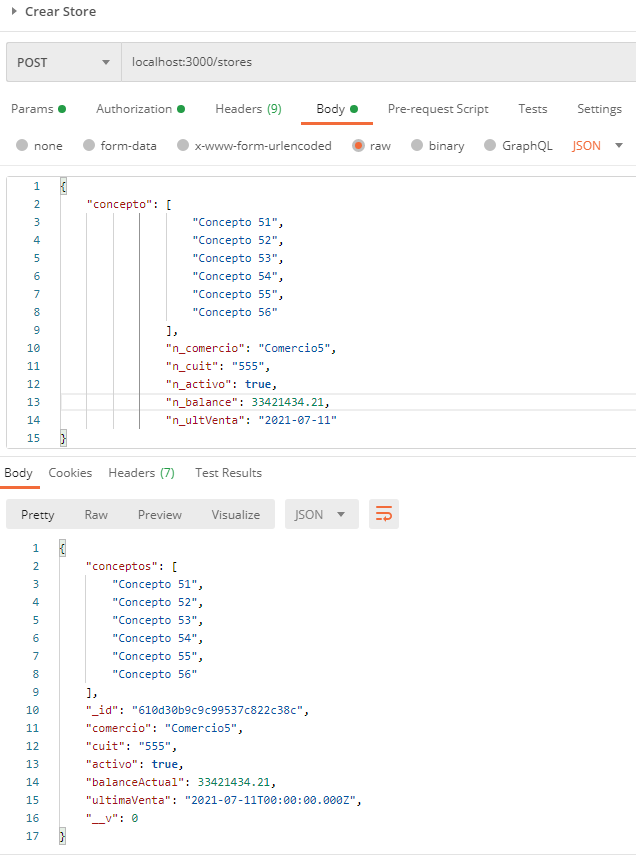 Crear Store
POST localhost:3000/stores
Params Authorization Headers (9) Body Pre-request Script Tests Settings
none form-data x-www-form-urlencoded raw binary GraphQL JSON
1 {
2 "concepto": [
3 "Concepto 51",
4 "Concepto 52",
5 "Concepto 53",
6 "Concepto 54",
7 "Concepto 55",
8 "Concepto 56"
9 ],
10 "n_comercio": "Comercio5",
11 "n_cuit": "555",
12 "n_activo": true,
13 "n_balance": 33421434.21,
14 "n_ultVenta": "2021-07-11"
15 }
Body Cookies Headers (7) Test Results
Pretty Raw Preview Visualize JSON
1 {
2 "conceptos": [
3 "Concepto 51",
4 "Concepto 52",
5 "Concepto 53",
6 "Concepto 54",
7 "Concepto 55",
8 "Concepto 56"
9 ],
10 "_id": "610d30b9c9c99537c822c38c",
11 "comercio": "Comercio5",
12 "cuit": "555",
13 "activo": true,
14 "balanceActual": 33421434.21,
15 "ultimaVenta": "2021-07-11T00:00:00.000Z",
16 "__v": 0
17 }